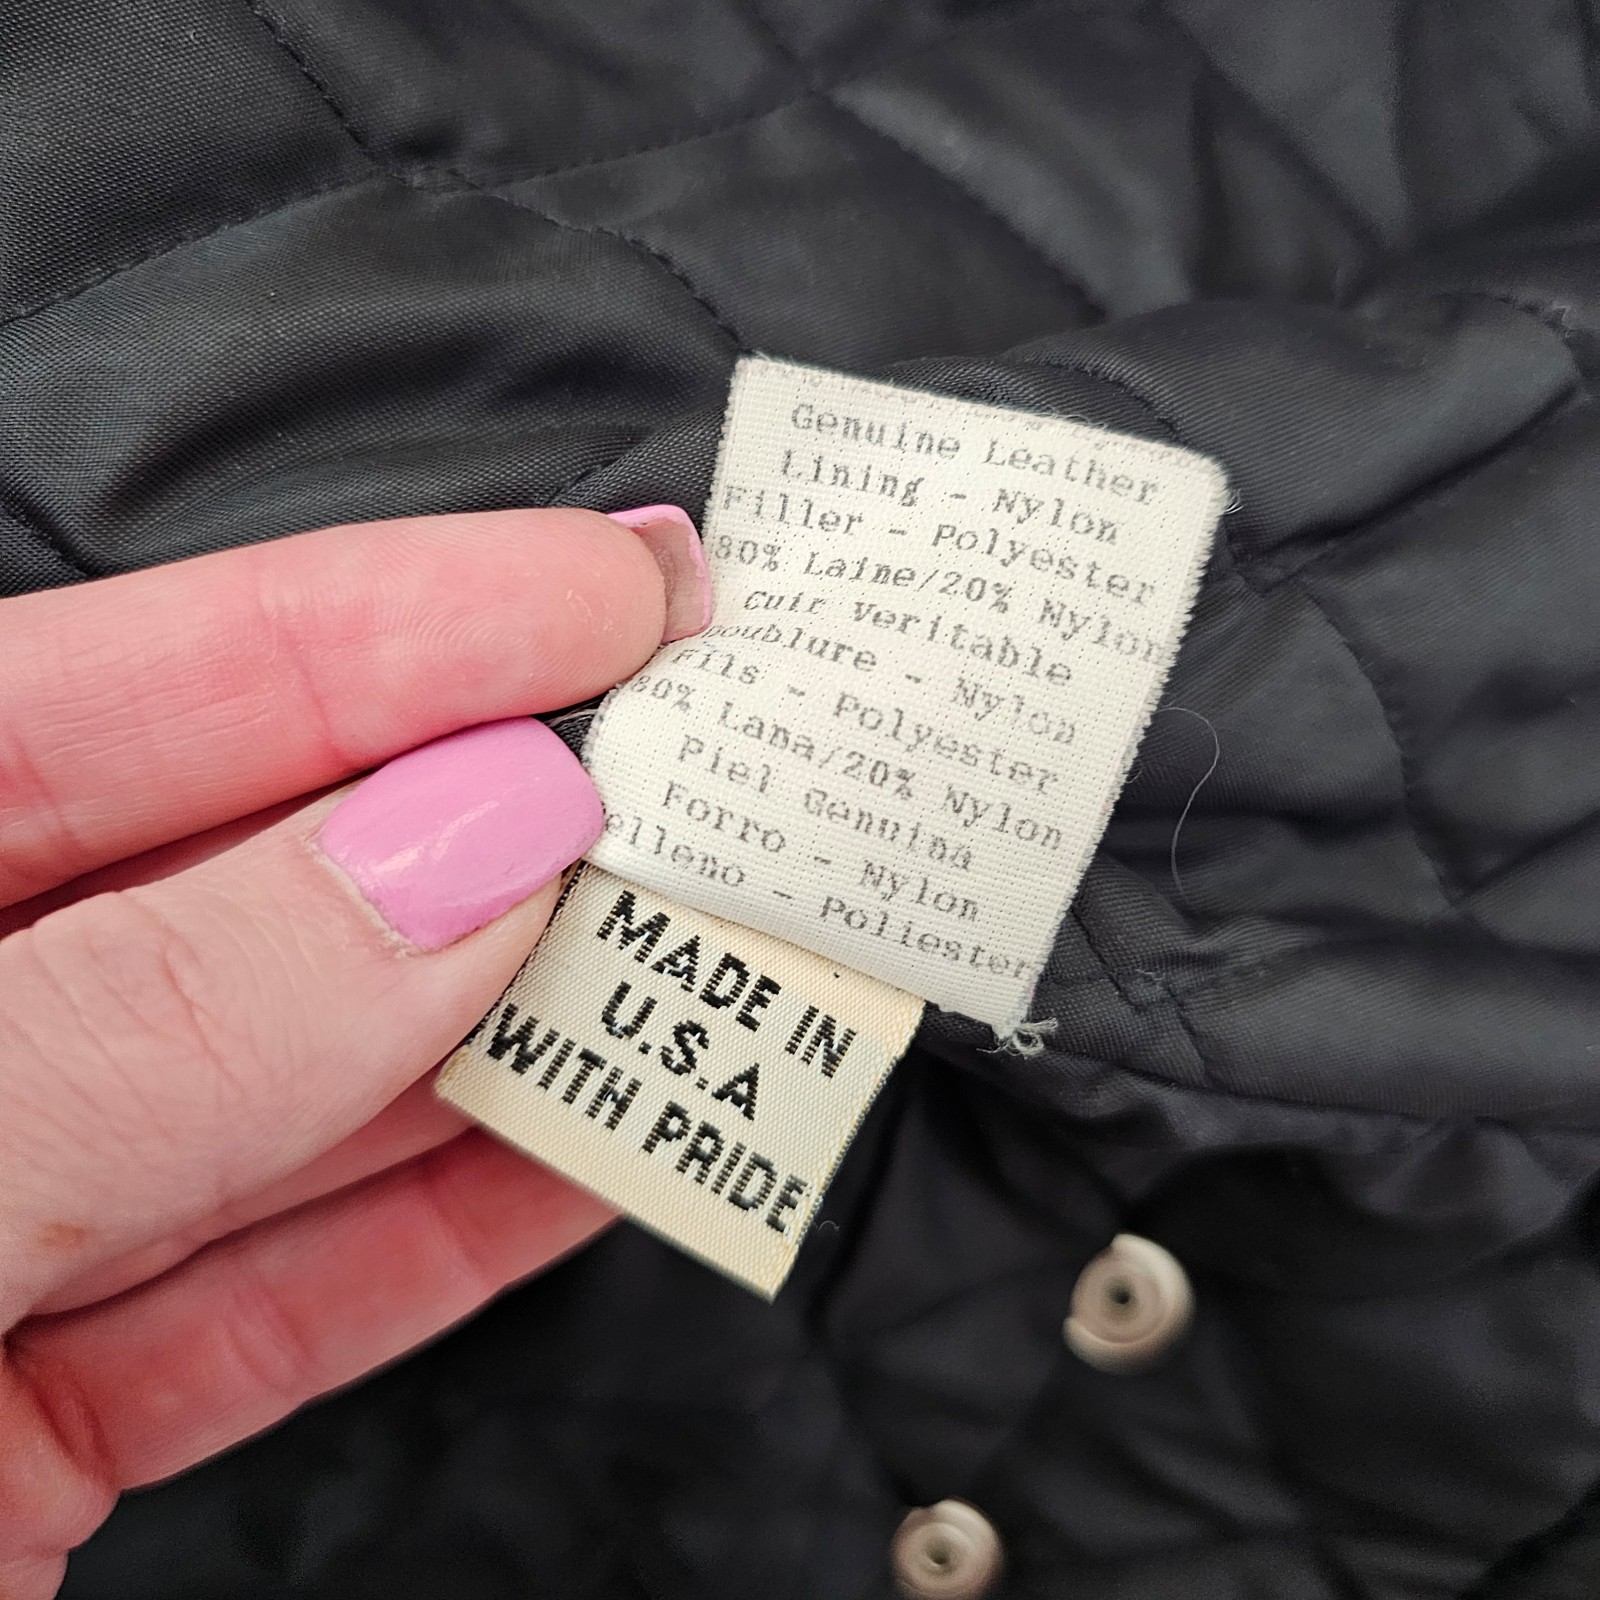 Genuine Leather
Lining - Nylon
Filler - Polyester
80% Laine/20% Nylon
Cuir Veritable
Doublure - Nylon
Fils - Polyester
80% Lana/20% Nylon
Piel Genuina
Forro - Nylon
elleno - Poliester
MADE IN
U.S.A
WITH PRIDE